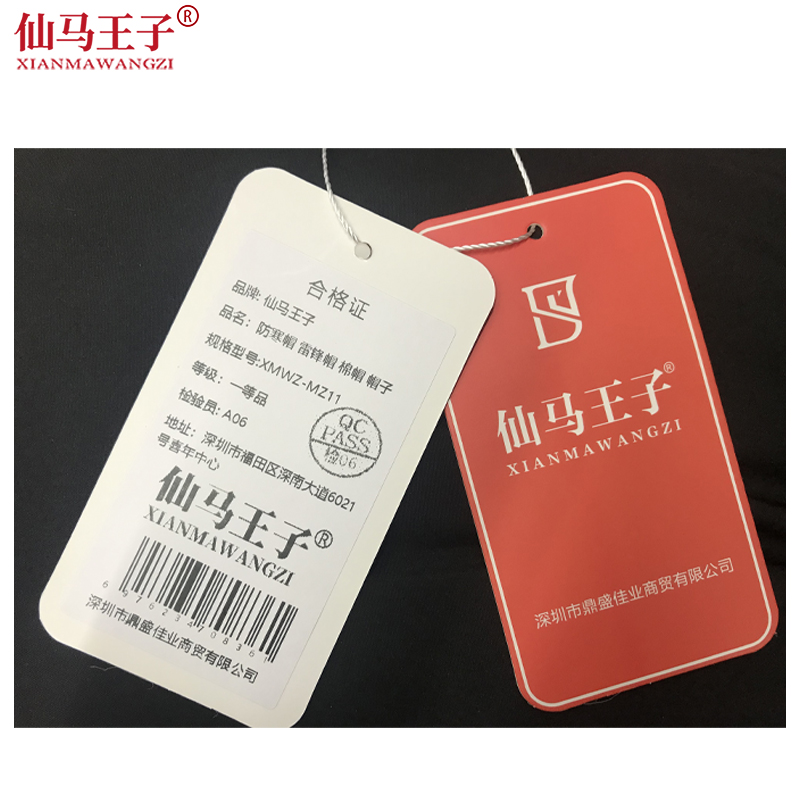 仙马王子®
XIANMAWANGZI
合格证
品牌: 仙马王子
品名：防寒帽 雷锋帽 棉帽 帽子
规格型号:XMWZ-MZ11
等级：一等品
检验员: A06
地址：深圳市福田区深南大道6021
号喜年中心
QC
PASS
检06
仙马王子®
XIANMAWANGZI
6976234708361
深圳市鼎盛佳业商贸有限公司
仙马王子®
XIANMAWANGZI
深圳市鼎盛佳业商贸有限公司